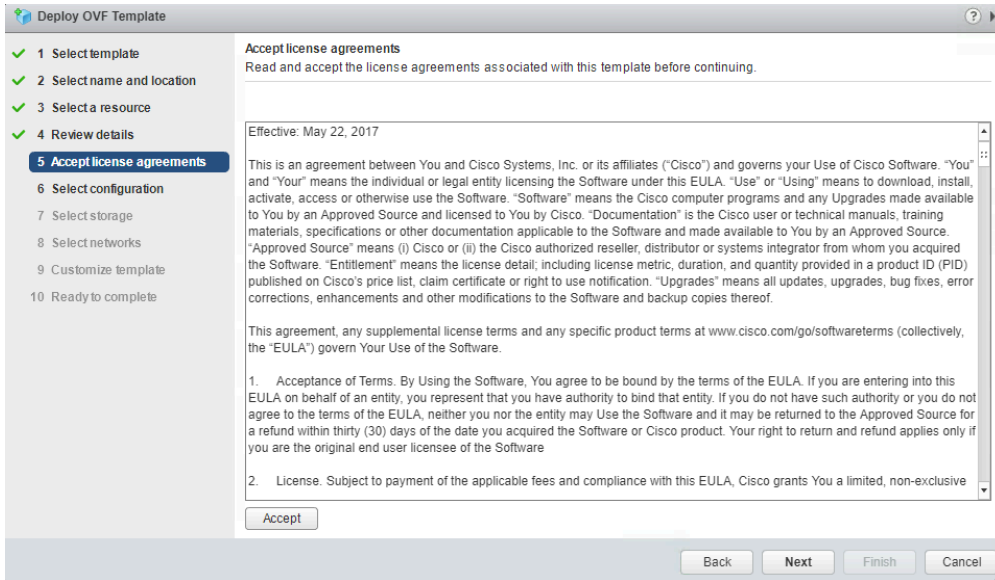 Deploy OVF Template
?
1 Select template
2 Select name and location
3 Select a resource
4 Review details
5 Accept license agreements
6 Select configuration
7 Select storage
8 Select networks
9 Customize template
10 Ready to complete
Accept license agreements
Read and accept the license agreements associated with this template before continuing.
Effective: May 22, 2017
This is an agreement between You and Cisco Systems, Inc. or its affiliates (“Cisco”) and governs your Use of Cisco Software. “You”
and “Your” means the individual or legal entity licensing the Software under this EULA. “Use” or “Using” means to download, install,
activate, access or otherwise use the Software. “Software” means the Cisco computer programs and any Upgrades made available
to You by an Approved Source and licensed to You by Cisco. “Documentation” is the Cisco user or technical manuals, training
materials, specifications or other documentation applicable to the Software and made available to You by an Approved Source.
“Approved Source” means (i) Cisco or (ii) the Cisco authorized reseller, distributor or systems integrator from whom you acquired
the Software. “Entitlement” means the license detail; including license metric, duration, and quantity provided in a product ID (PID)
published on Cisco’s price list, claim certificate or right to use notification. “Upgrades” means all updates, upgrades, bug fixes, error
corrections, enhancements and other modifications to the Software and backup copies thereof.
This agreement, any supplemental license terms and any specific product terms at www.cisco.com/go/softwareterms (collectively,
the “EULA”) govern Your Use of the Software.
1. Acceptance of Terms. By Using the Software, You agree to be bound by the terms of the EULA. If you are entering into this
EULA on behalf of an entity, you represent that you have authority to bind that entity. If you do not have such authority or you do not
agree to the terms of the EULA, neither you nor the entity may Use the Software and it may be returned to the Approved Source for
a refund within thirty (30) days of the date you acquired the Software or Cisco product. Your right to return and refund applies only if
you are the original end user licensee of the Software
2. License. Subject to payment of the applicable fees and compliance with this EULA, Cisco grants You a limited, non-exclusive
Accept
Back
Next
Finish
Cancel